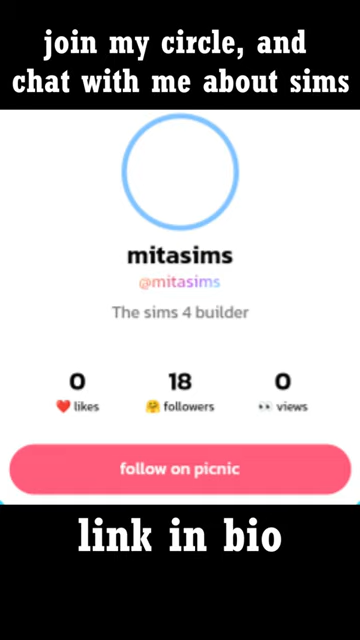 join my circle, and
chat with me about sims
mitasims
@mitasims
The sims 4 builder
0 18 0
❤️ likes 🤗 followers 👀 views
follow on picnic
link in bio